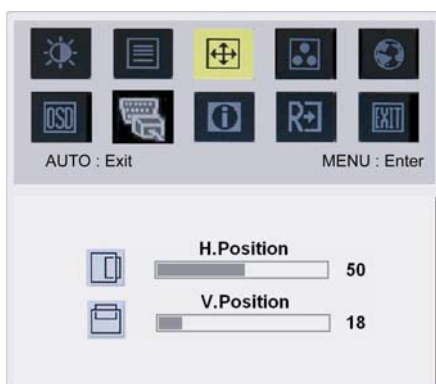 OSD
R
EXIT
AUTO : Exit
MENU : Enter
H.Position
50
V.Position
18